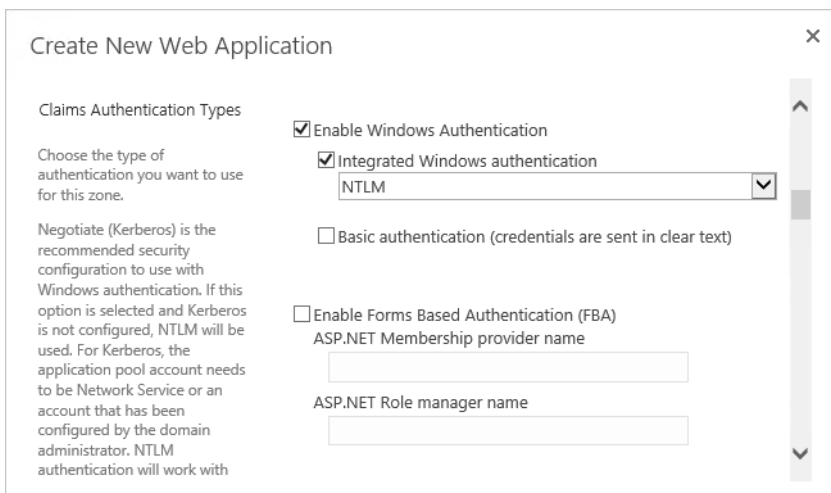 Create New Web Application
Claims Authentication Types
Choose the type of
authentication you want to use
for this zone.
Negotiate (Kerberos) is the
recommended security
configuration to use with
Windows authentication. If this
option is selected and Kerberos
is not configured, NTLM will be
used. For Kerberos, the
application pool account needs
to be Network Service or an
account that has been
configured by the domain
administrator. NTLM
authentication will work with
Enable Windows Authentication
Integrated Windows authentication
NTLM
Basic authentication (credentials are sent in clear text)
Enable Forms Based Authentication (FBA)
ASP.NET Membership provider name
ASP.NET Role manager name